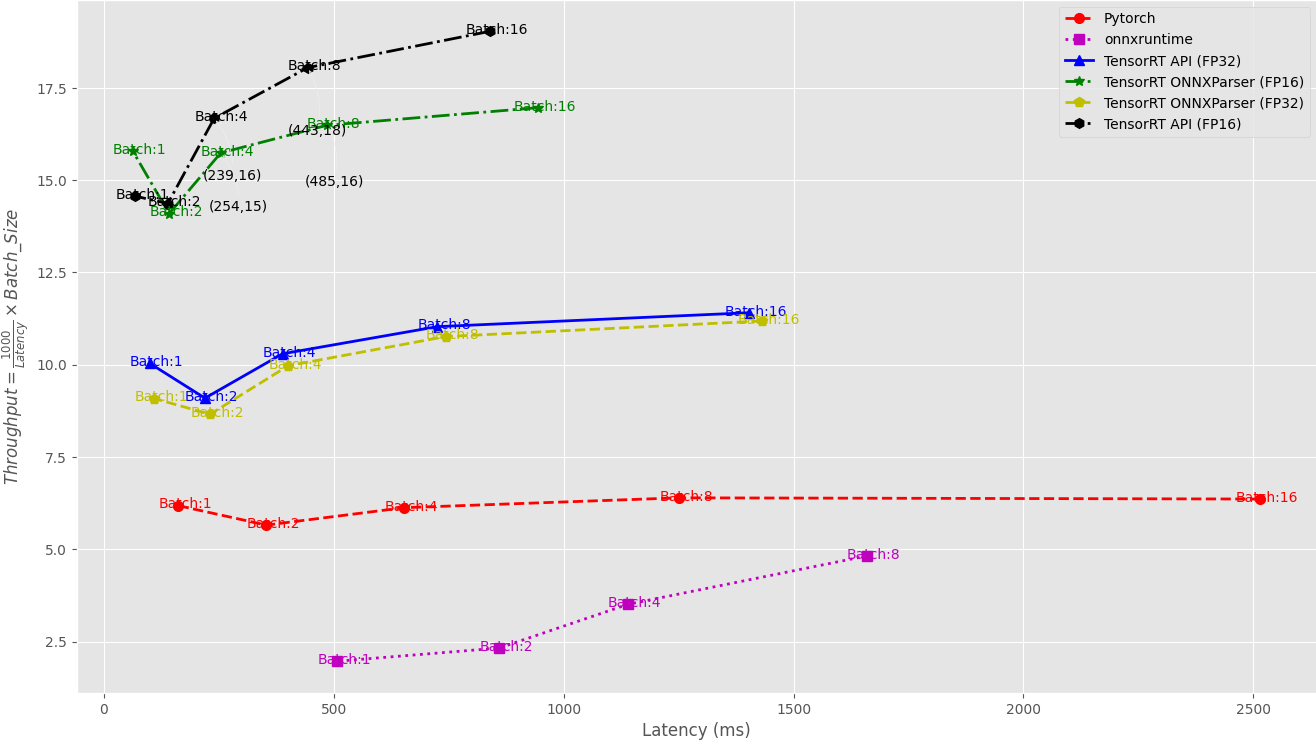 Throughput = 1000/Latency × Batch_Size
17.5
15.0
12.5
10.0
7.5
5.0
2.5
0
500
1000
1500
2000
2500
Latency (ms)
Pytorch
onnxruntime
TensorRT API (FP32)
TensorRT ONNXParser (FP16)
TensorRT ONNXParser (FP32)
TensorRT API (FP16)
Batch:16
Batch:8
Batch:4
Batch:1
Batch:2
(443,18)
(239,16)
Batch:16
Batch:8
Batch:4
Batch:1
Batch:2
(485,16)
(254,15)
Batch:1
Batch:2
Batch:4
Batch:8
Batch:16
Batch:1
Batch:2
Batch:4
Batch:8
Batch:16
Batch:1
Batch:2
Batch:4
Batch:8
Batch:16
Batch:1
Batch:2
Batch:4
Batch:8